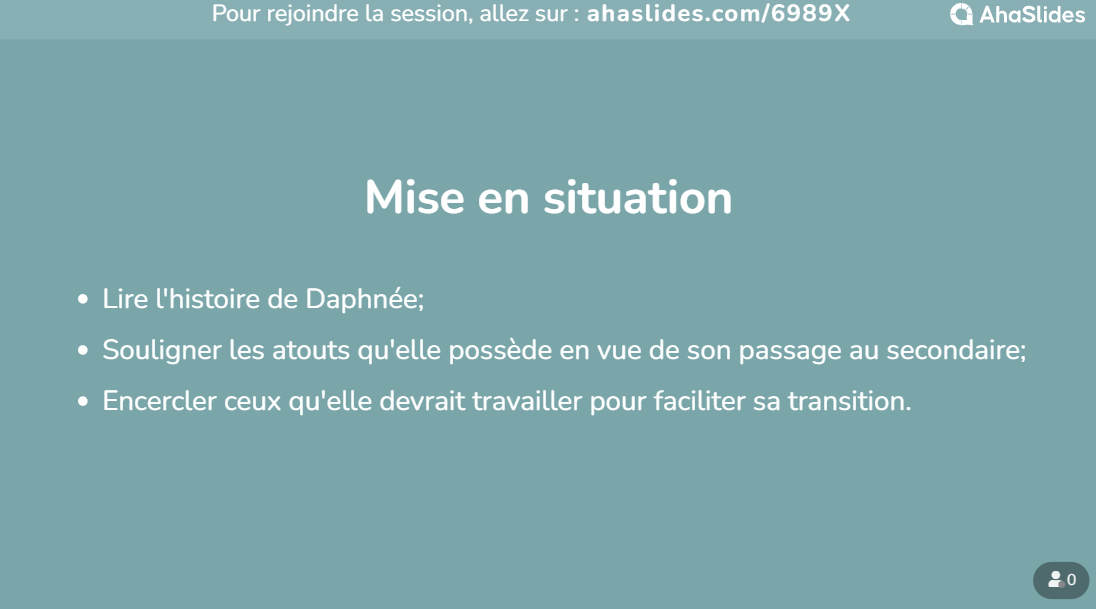 Pour rejoindre la session, allez sur : ahaslides.com/6989X
AhaSlides
Mise en situation
• Lire l'histoire de Daphnée;
• Souligner les atouts qu'elle possède en vue de son passage au secondaire;
• Encercler ceux qu'elle devrait travailler pour faciliter sa transition.
0